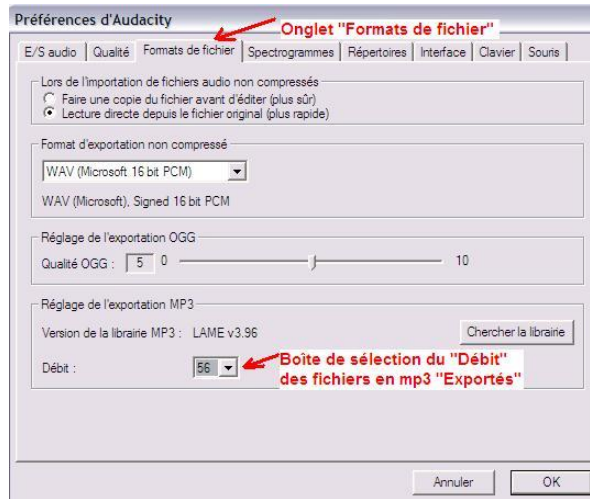 Préférences d'Audacity
Onglet "Formats de fichier"
E/S audio Qualité Formats de fichier Spectrogrammes Répertoires Interface Clavier Souris
Lors de l'importation de fichiers audio non compressés
Faire une copie du fichier avant d'éditer (plus sûr)
Lecture directe depuis le fichier original (plus rapide)
Format d'exportation non compressé
WAV (Microsoft 16 bit PCM)
WAV (Microsoft), Signed 16 bit PCM
Réglage de l'exportation OGG
Qualité OGG : 5 0 10
Réglage de l'exportation MP3
Version de la librairie MP3 : LAME v3.96 Chercher la librairie
Débit : 56 Boîte de sélection du "Débit"
des fichiers en mp3 "Exportés"
Annuler OK